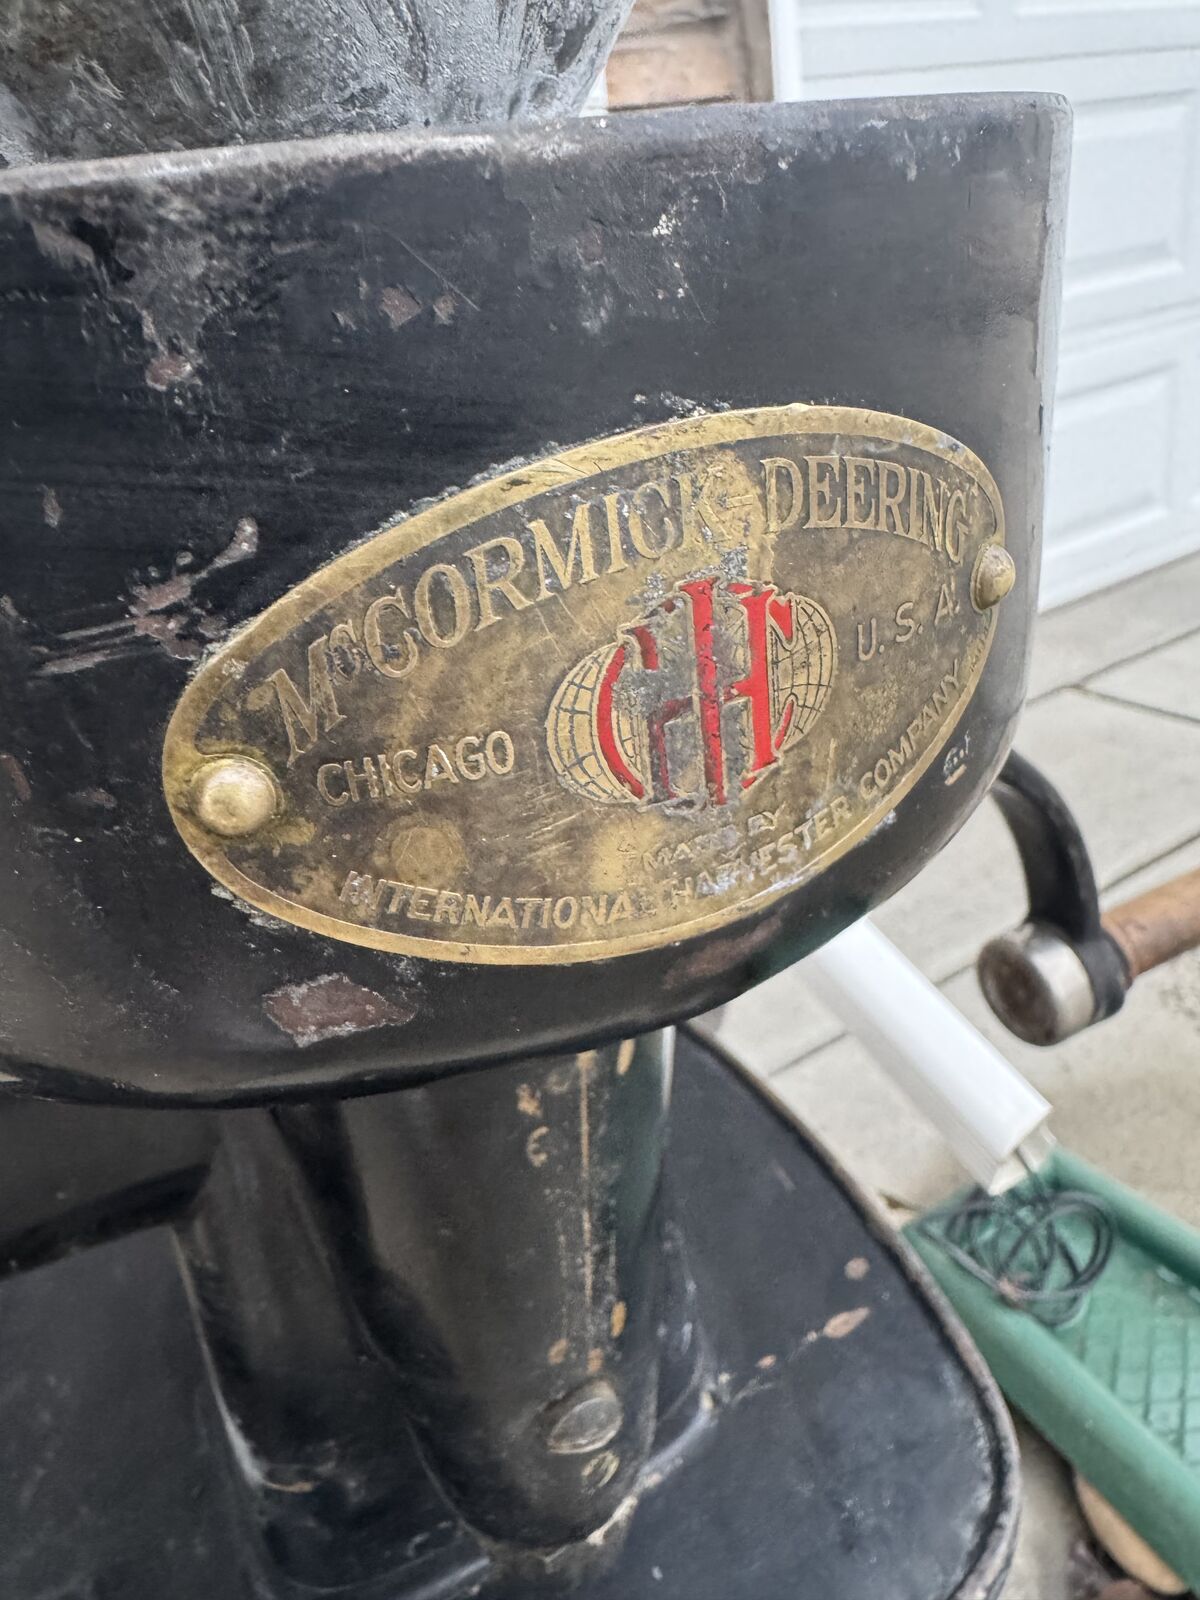 McCORMICK-DEERING
CHICAGO
IHC
U. S. A.
MADE BY
INTERNATIONAL HARVESTER COMPANY